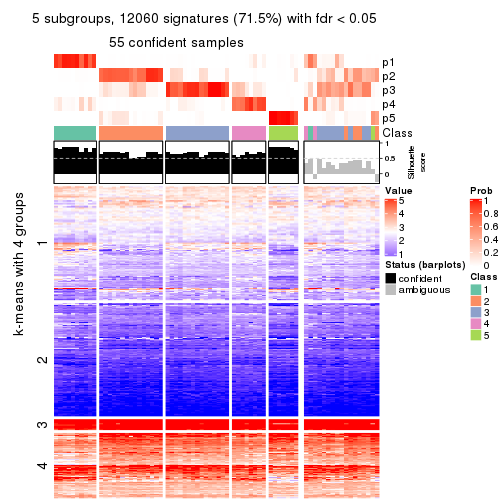 5 subgroups, 12060 signatures (71.5%) with fdr < 0.05
55 confident samples
p1
p2
p3
p4
p5
Class
1
0.5
0
Silhouette
score
k-means with 4 groups
1
2
3
4
Value
5
4
3
2
1
Status (barplots)
confident
ambiguous
Prob
1
0.8
0.6
0.4
0.2
0
Class
1
2
3
4
5